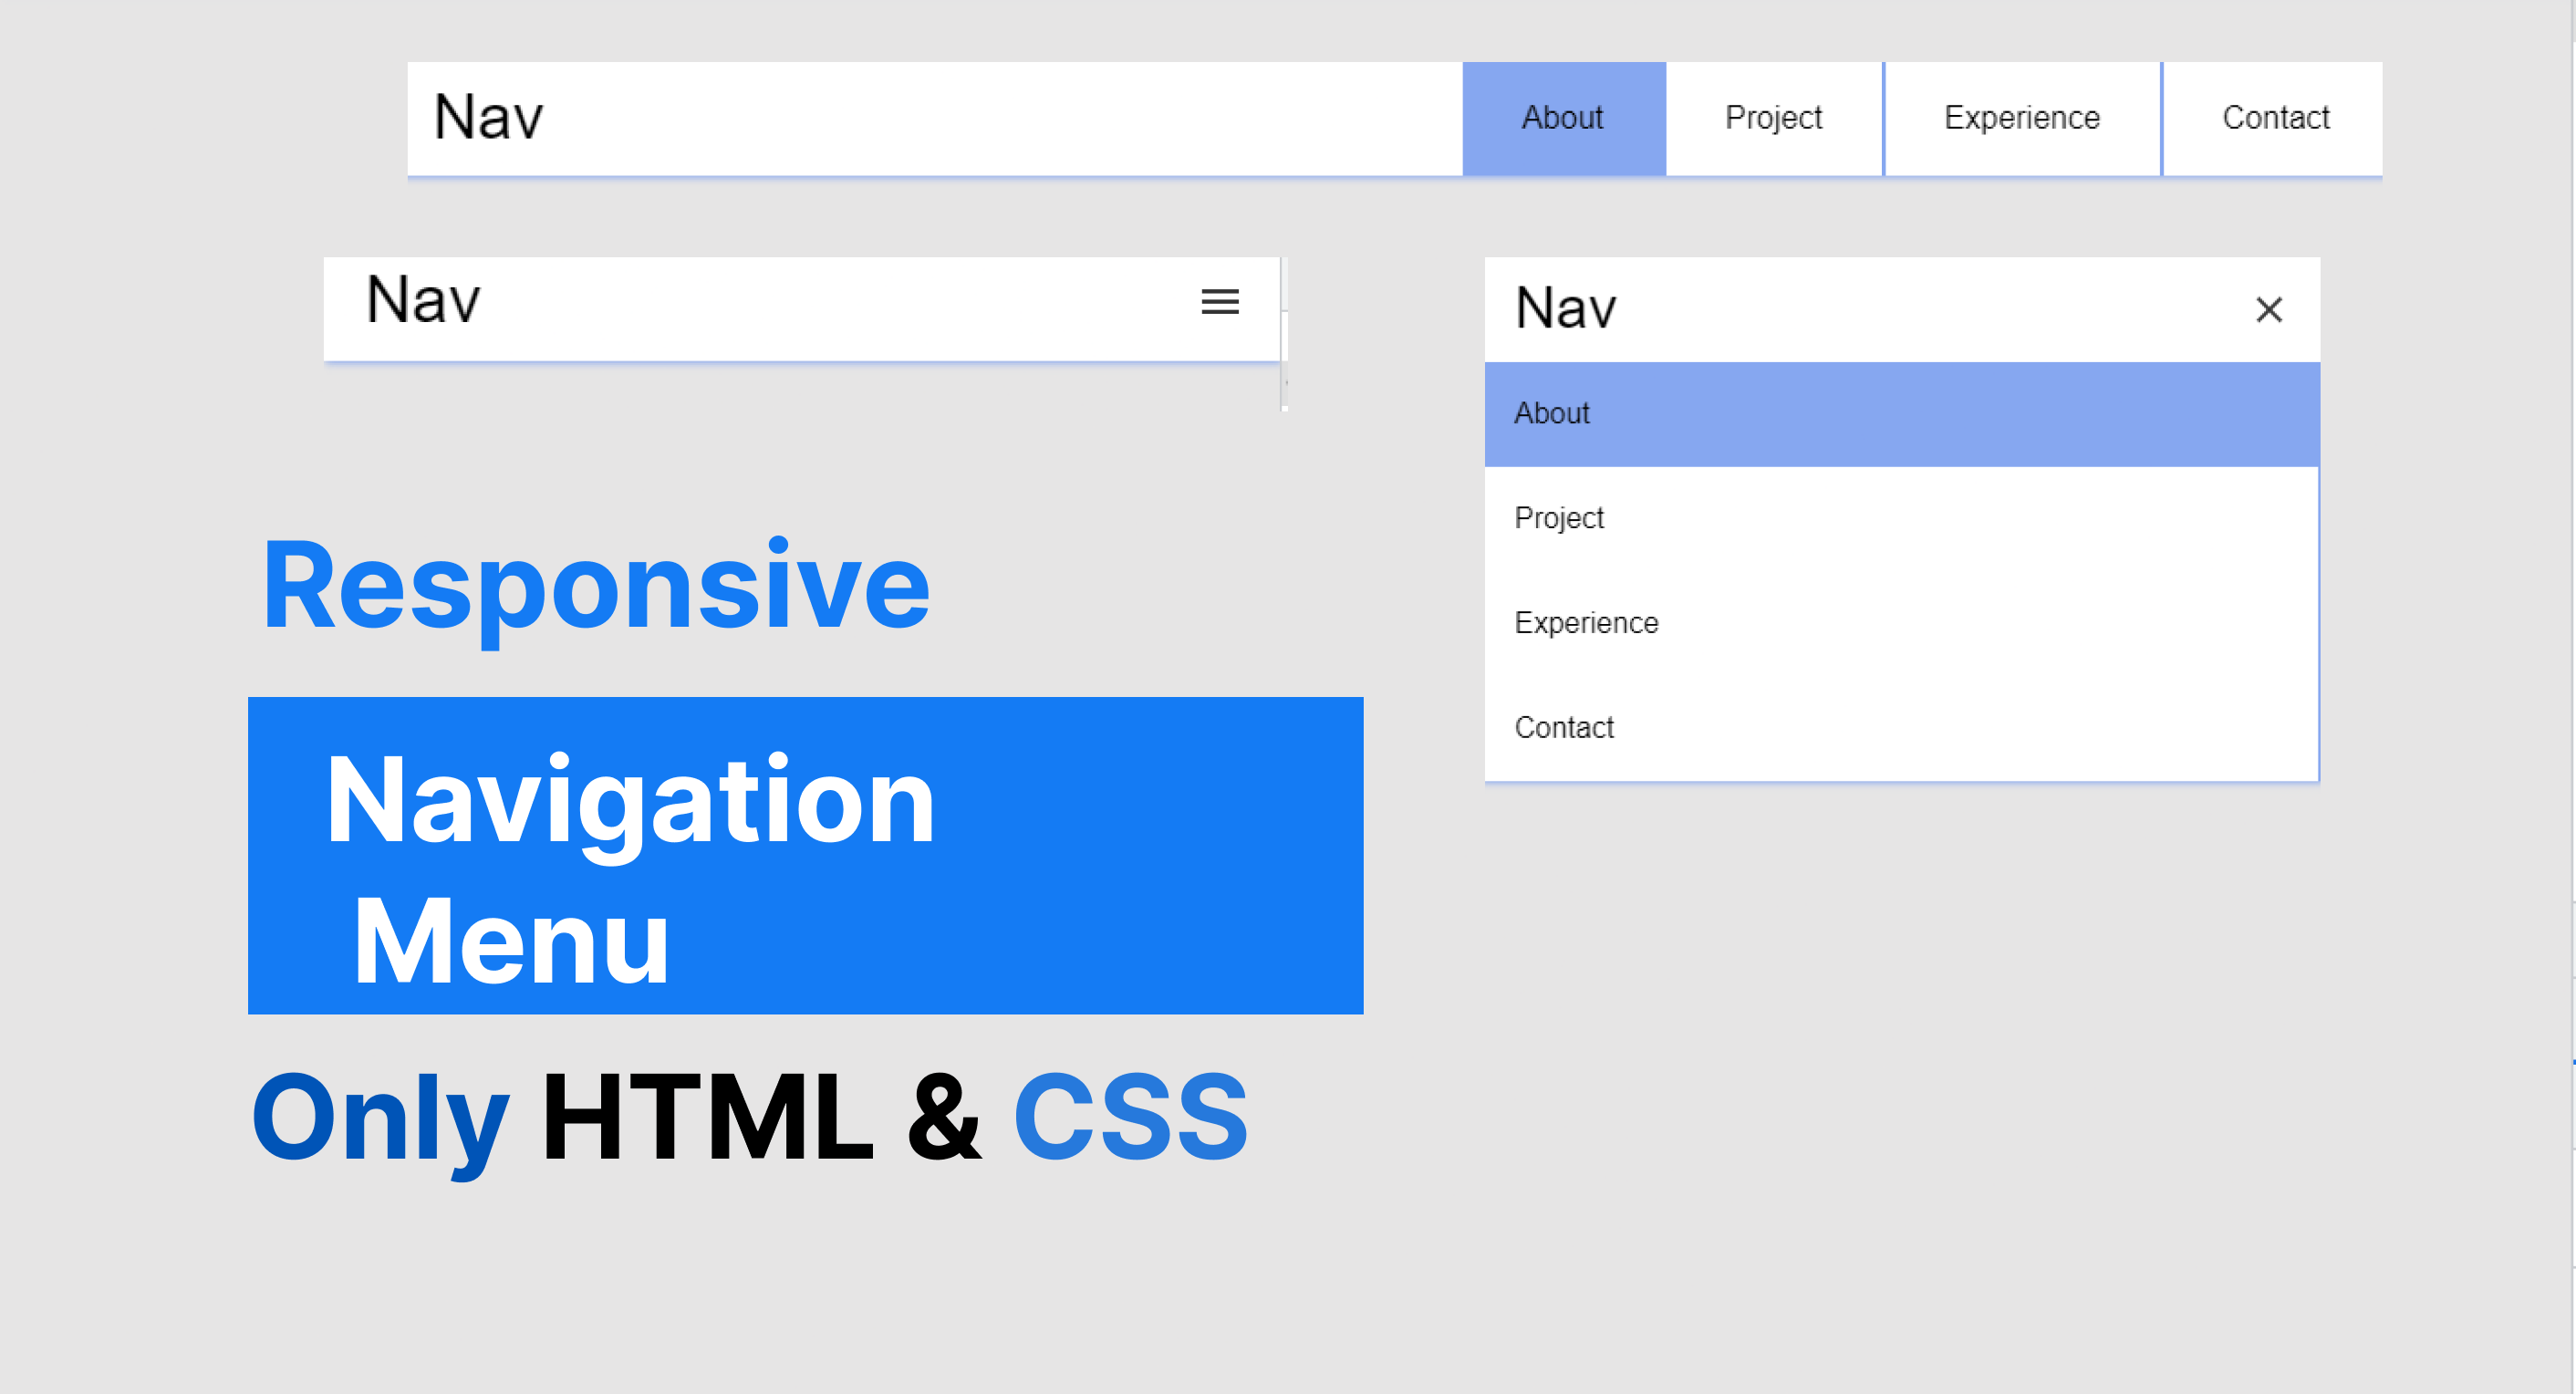 Nav About Project Experience Contact
Nav
Nav
About
Project
Experience
Contact
Responsive
Navigation
Menu
Only HTML & CSS